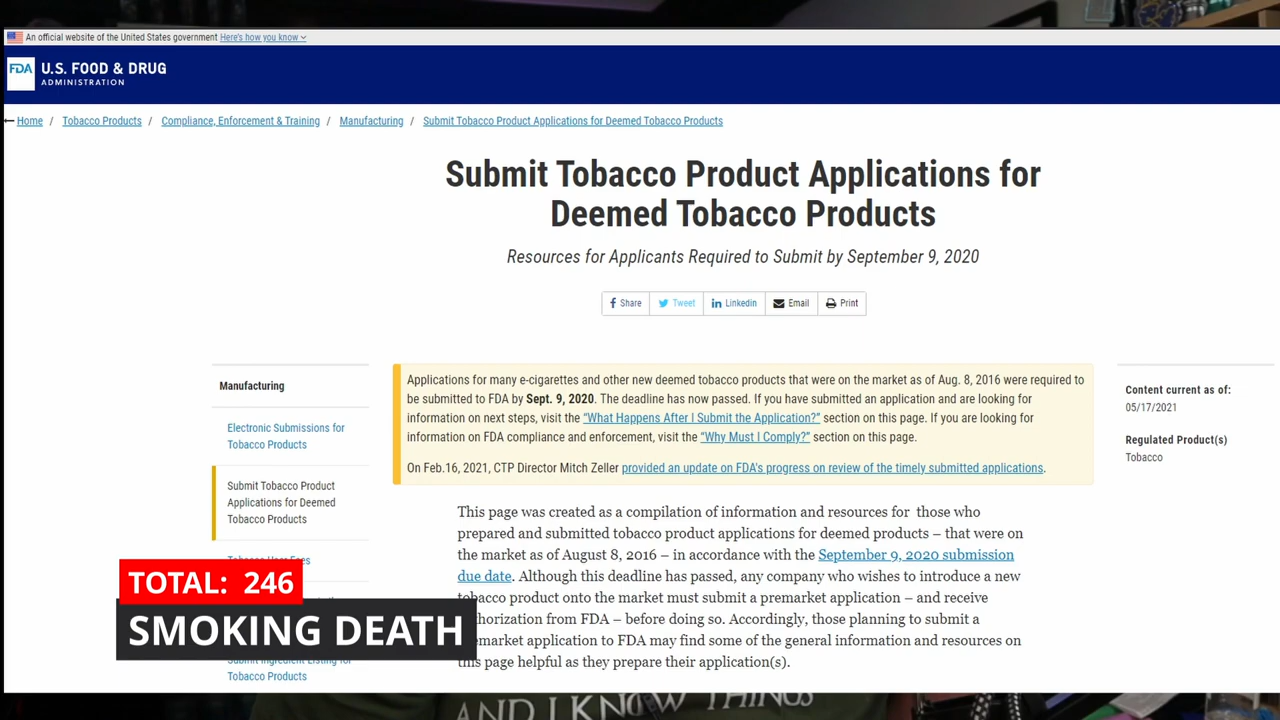 An official website of the United States government Here's how you know
FDA U.S. FOOD & DRUG
ADMINISTRATION
Home / Tobacco Products / Compliance, Enforcement & Training / Manufacturing / Submit Tobacco Product Applications for Deemed Tobacco Products
Submit Tobacco Product Applications for
Deemed Tobacco Products
Resources for Applicants Required to Submit by September 9, 2020
Share Tweet Linkedin Email Print
Manufacturing
Electronic Submissions for
Tobacco Products
Submit Tobacco Product
Applications for Deemed
Tobacco Products
Submit Ingredient Listing for
Tobacco Products
Applications for many e-cigarettes and other new deemed tobacco products that were on the market as of Aug. 8, 2016 were required to
be submitted to FDA by Sept. 9, 2020. The deadline has now passed. If you have submitted an application and are looking for
information on next steps, visit the “What Happens After I Submit the Application?” section on this page. If you are looking for
information on FDA compliance and enforcement, visit the “Why Must I Comply?” section on this page.
On Feb.16, 2021, CTP Director Mitch Zeller provided an update on FDA's progress on review of the timely submitted applications.
This page was created as a compilation of information and resources for those who
prepared and submitted tobacco product applications for deemed products – that were on
the market as of August 8, 2016 – in accordance with the September 9, 2020 submission
due date. Although this deadline has passed, any company who wishes to introduce a new
tobacco product onto the market must submit a premarket application – and receive
authorization from FDA – before doing so. Accordingly, those planning to submit a
premarket application to FDA may find some of the general information and resources on
this page helpful as they prepare their application(s).
Content current as of:
05/17/2021
Regulated Product(s)
Tobacco
TOTAL: 246
SMOKING DEATH
AND I KNOW THINGS